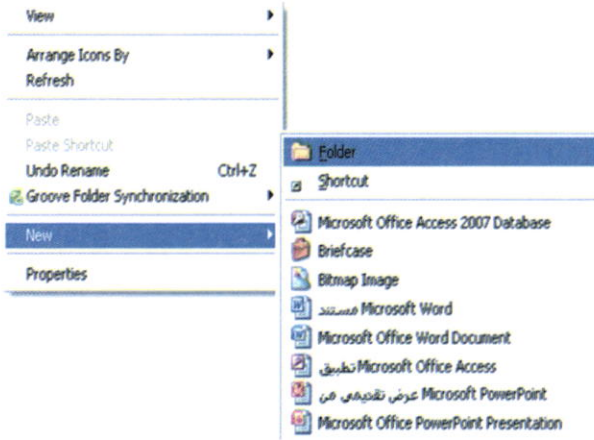 View
Arrange Icons By
Refresh
Paste
Paste Shortcut
Undo Rename Ctrl+Z
Groove Folder Synchronization
New
Properties
Folder
Shortcut
Microsoft Office Access 2007 Database
Briefcase
Bitmap Image
مستند Microsoft Word
Microsoft Office Word Document
تطبيق Microsoft Office Access
عرض تقديمي من Microsoft PowerPoint
Microsoft Office PowerPoint Presentation